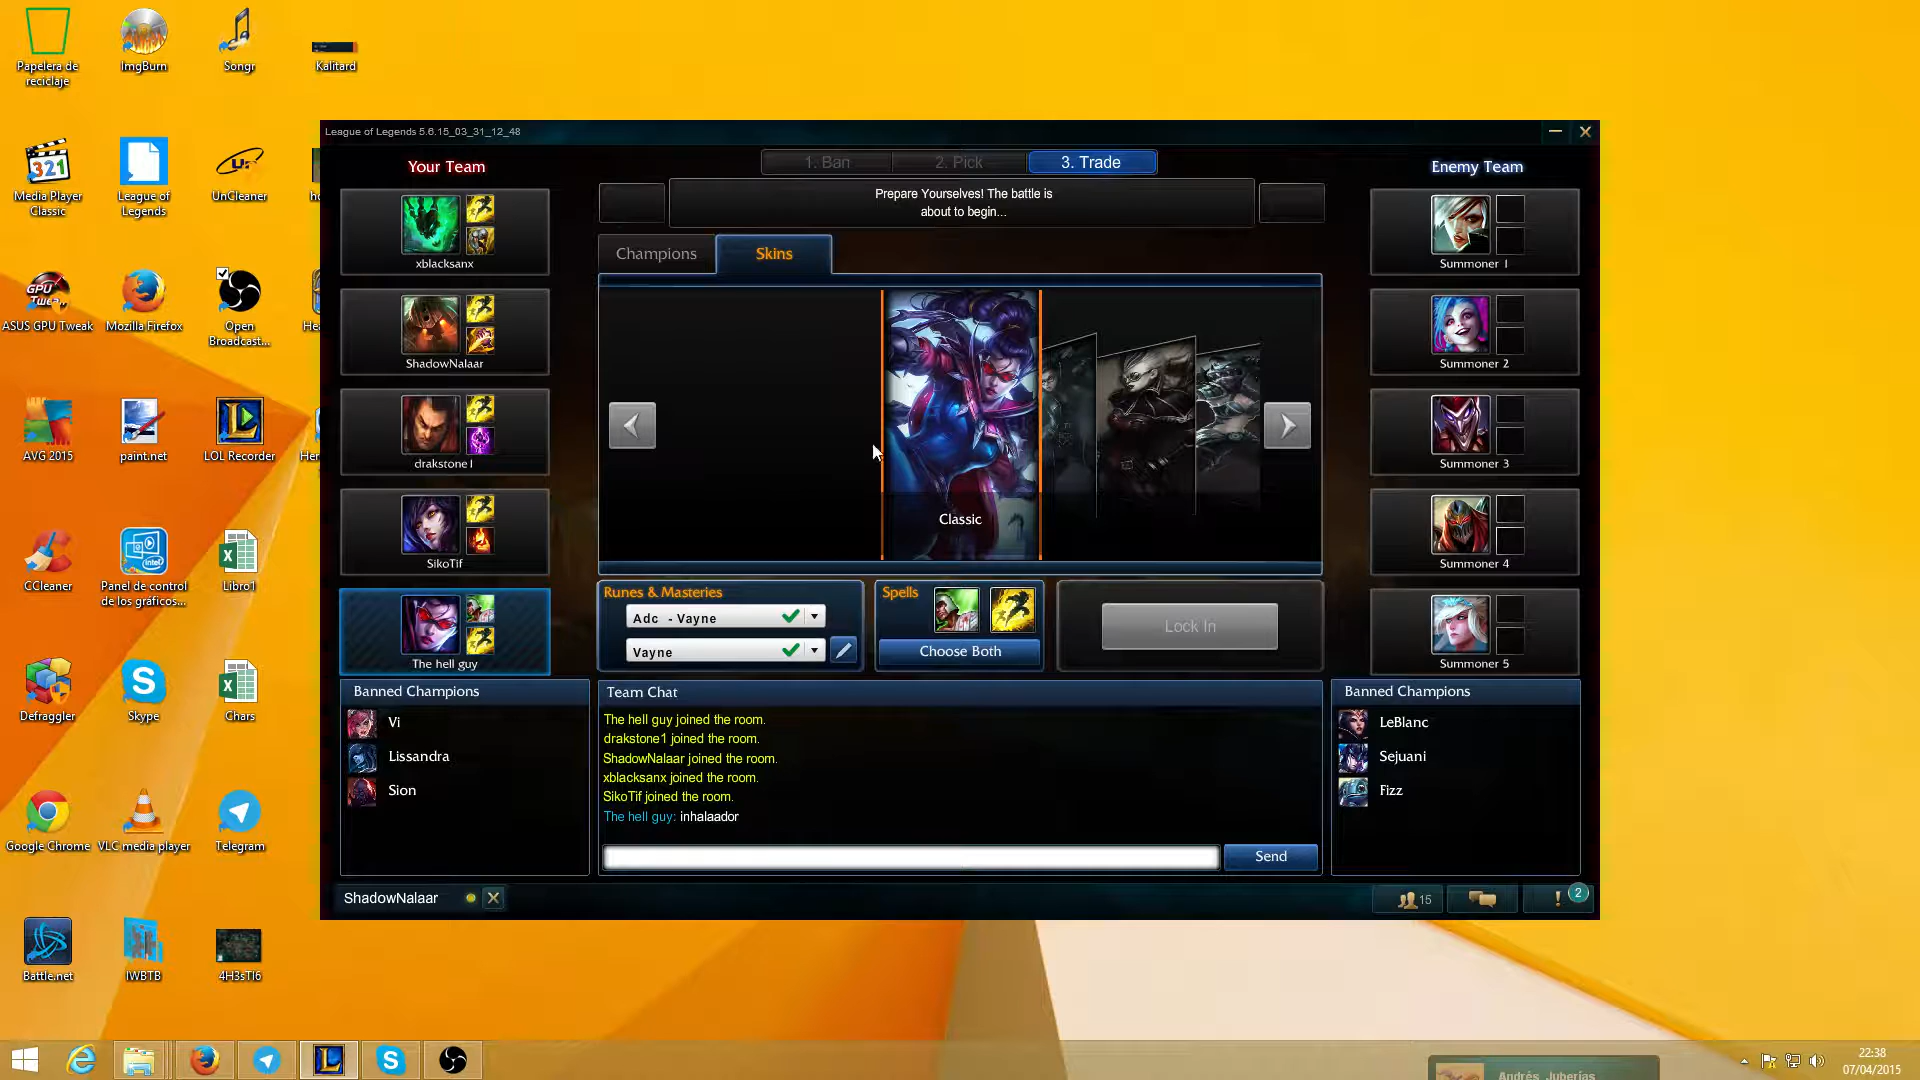 Papelera de
reciclaje
ImgBurn
Songr
Kalitard
Media Player
Classic
League of
Legends
UnCleaner
ASUS GPU Tweak
Mozilla Firefox
Open
Broadcast...
AVG 2015
paint.net
LOL Recorder
CCleaner
Panel de control
de los gráficos...
Libro1
Defraggler
Skype
Chars
Google Chrome
VLC media player
Telegram
Battle.net
IWBTB
4H3sTI6
League of Legends 5.6.15_03_31_12_48
Your Team
1. Ban
2. Pick
3. Trade
Enemy Team
Prepare Yourselves! The battle is
about to begin...
Champions
Skins
xblacksanx
ShadowNalaar
drakstone1
SikoTif
The hell guy
Classic
Summoner 1
Summoner 2
Summoner 3
Summoner 4
Summoner 5
Runes & Masteries
Adc - Vayne
Vayne
Spells
Choose Both
Lock In
Banned Champions
Vi
Lissandra
Sion
Team Chat
The hell guy joined the room.
drakstone1 joined the room.
ShadowNalaar joined the room.
xblacksanx joined the room.
SikoTif joined the room.
The hell guy: inhalaador
Send
Banned Champions
LeBlanc
Sejuani
Fizz
ShadowNalaar
15
2
Andrés Juberías
22:38
07/04/2015